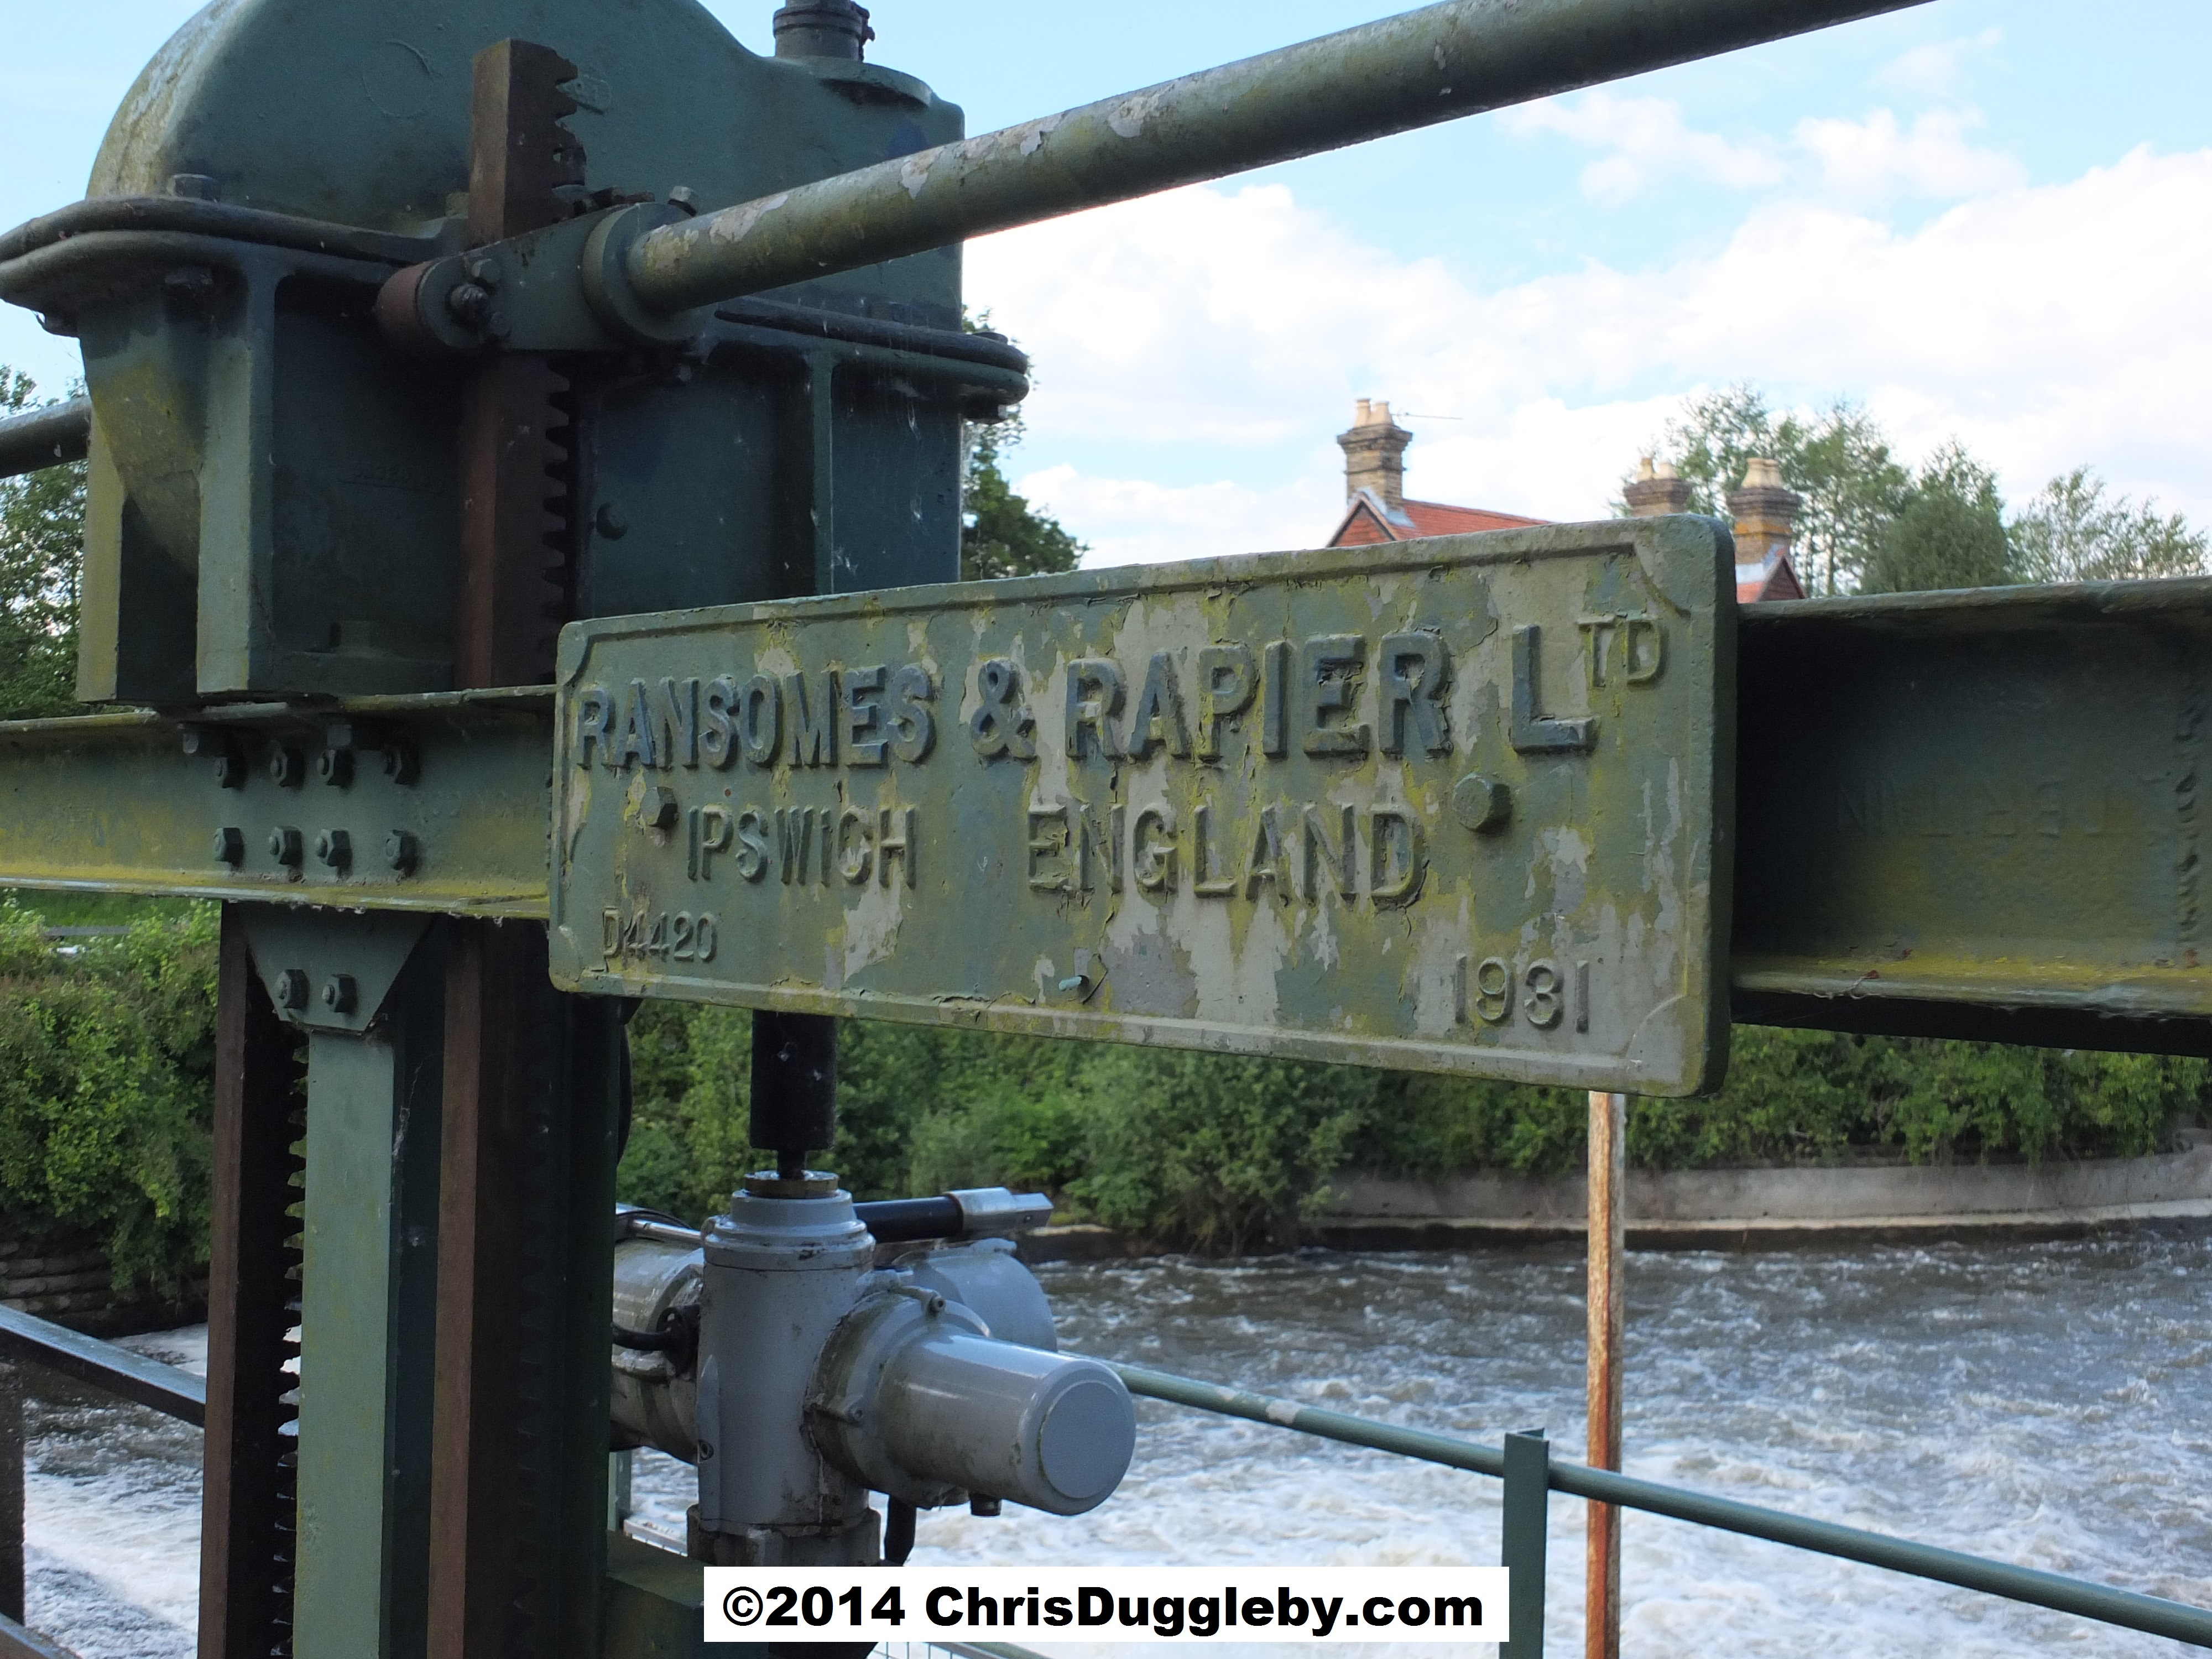 RANSOMES & RAPIER LTD
IPSWICH ENGLAND
D4420
1931
©2014 ChrisDuggleby.com